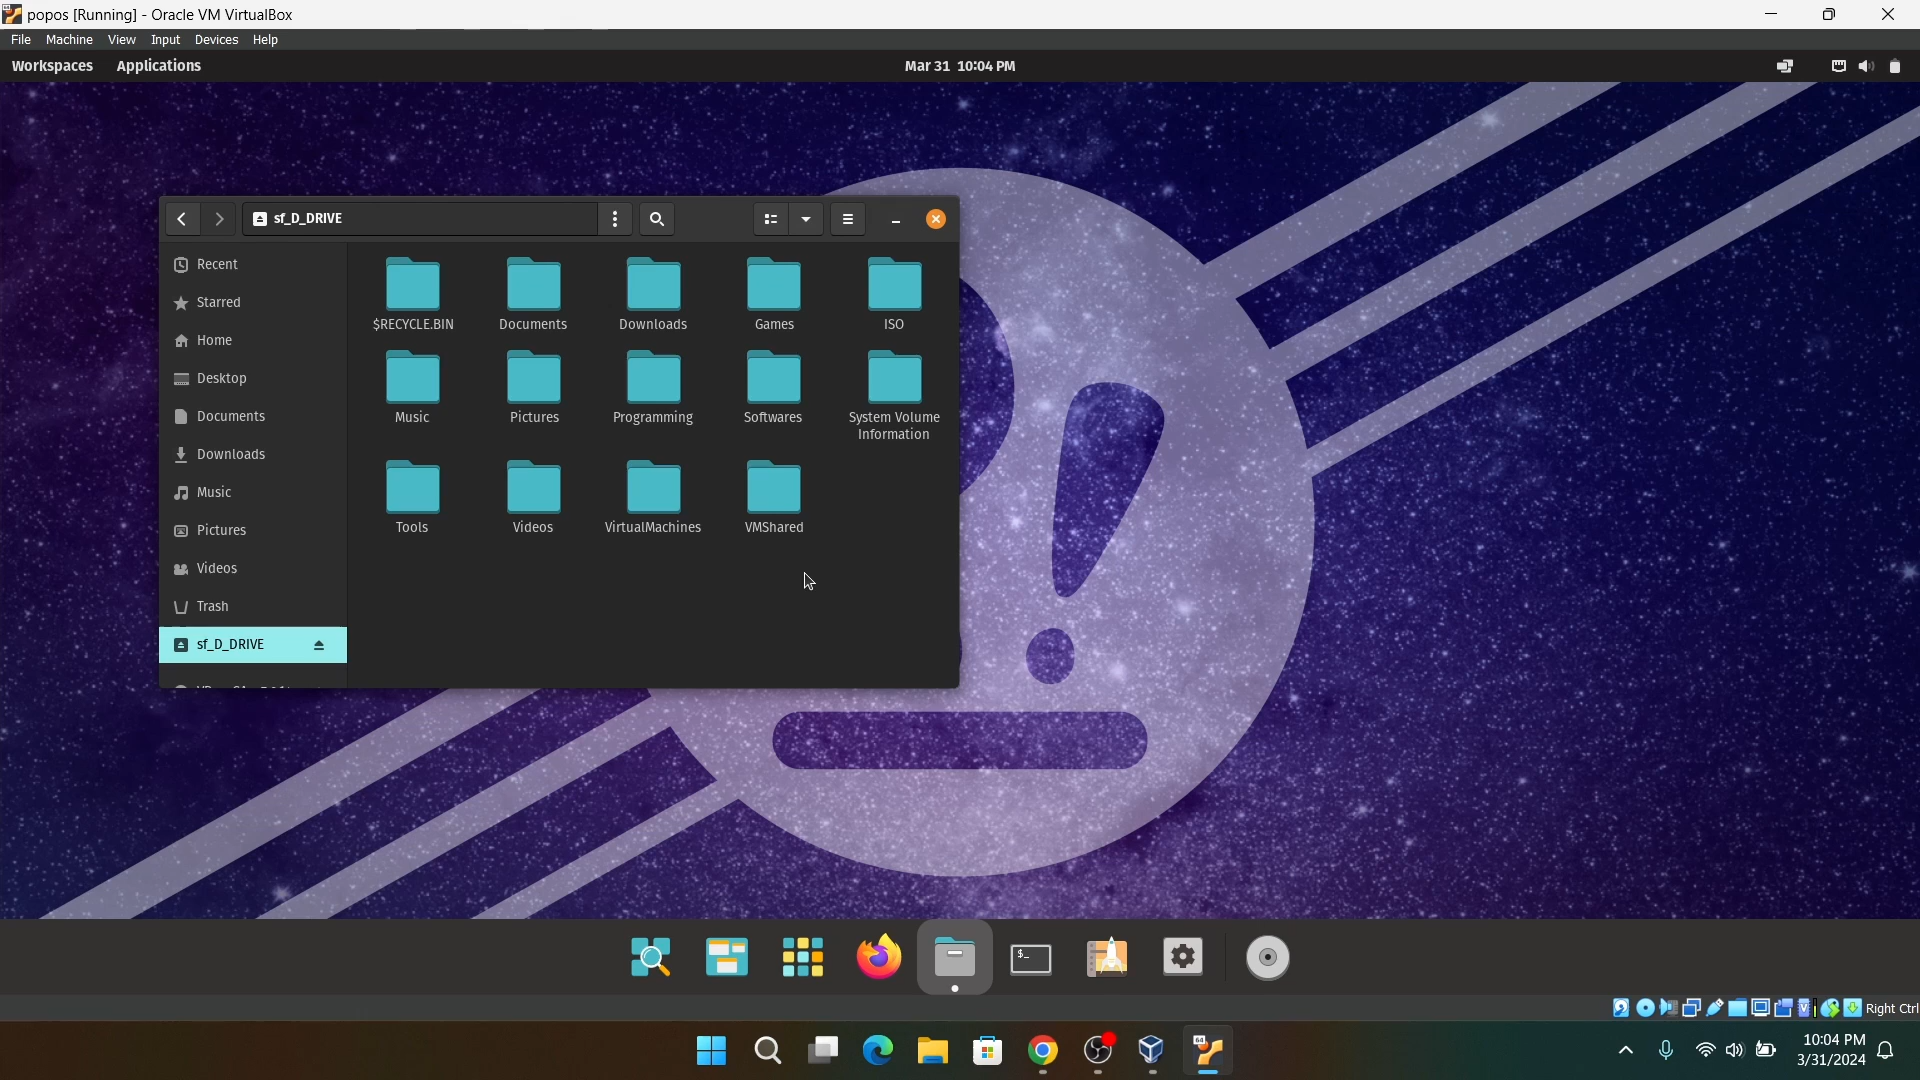 popos [Running] - Oracle VM VirtualBox
File Machine View Input Devices Help
Workspaces Applications Mar 31 10:04 PM
sf_D_DRIVE
Recent
Starred
Home
Desktop
Documents
Downloads
Music
Pictures
Videos
Trash
sf_D_DRIVE
$RECYCLE.BIN Documents Downloads Games ISO
Music Pictures Programming Softwares System Volume
Information
Tools Videos VirtualMachines VMShared
$_
Right Ctrl
64
10:04 PM
3/31/2024